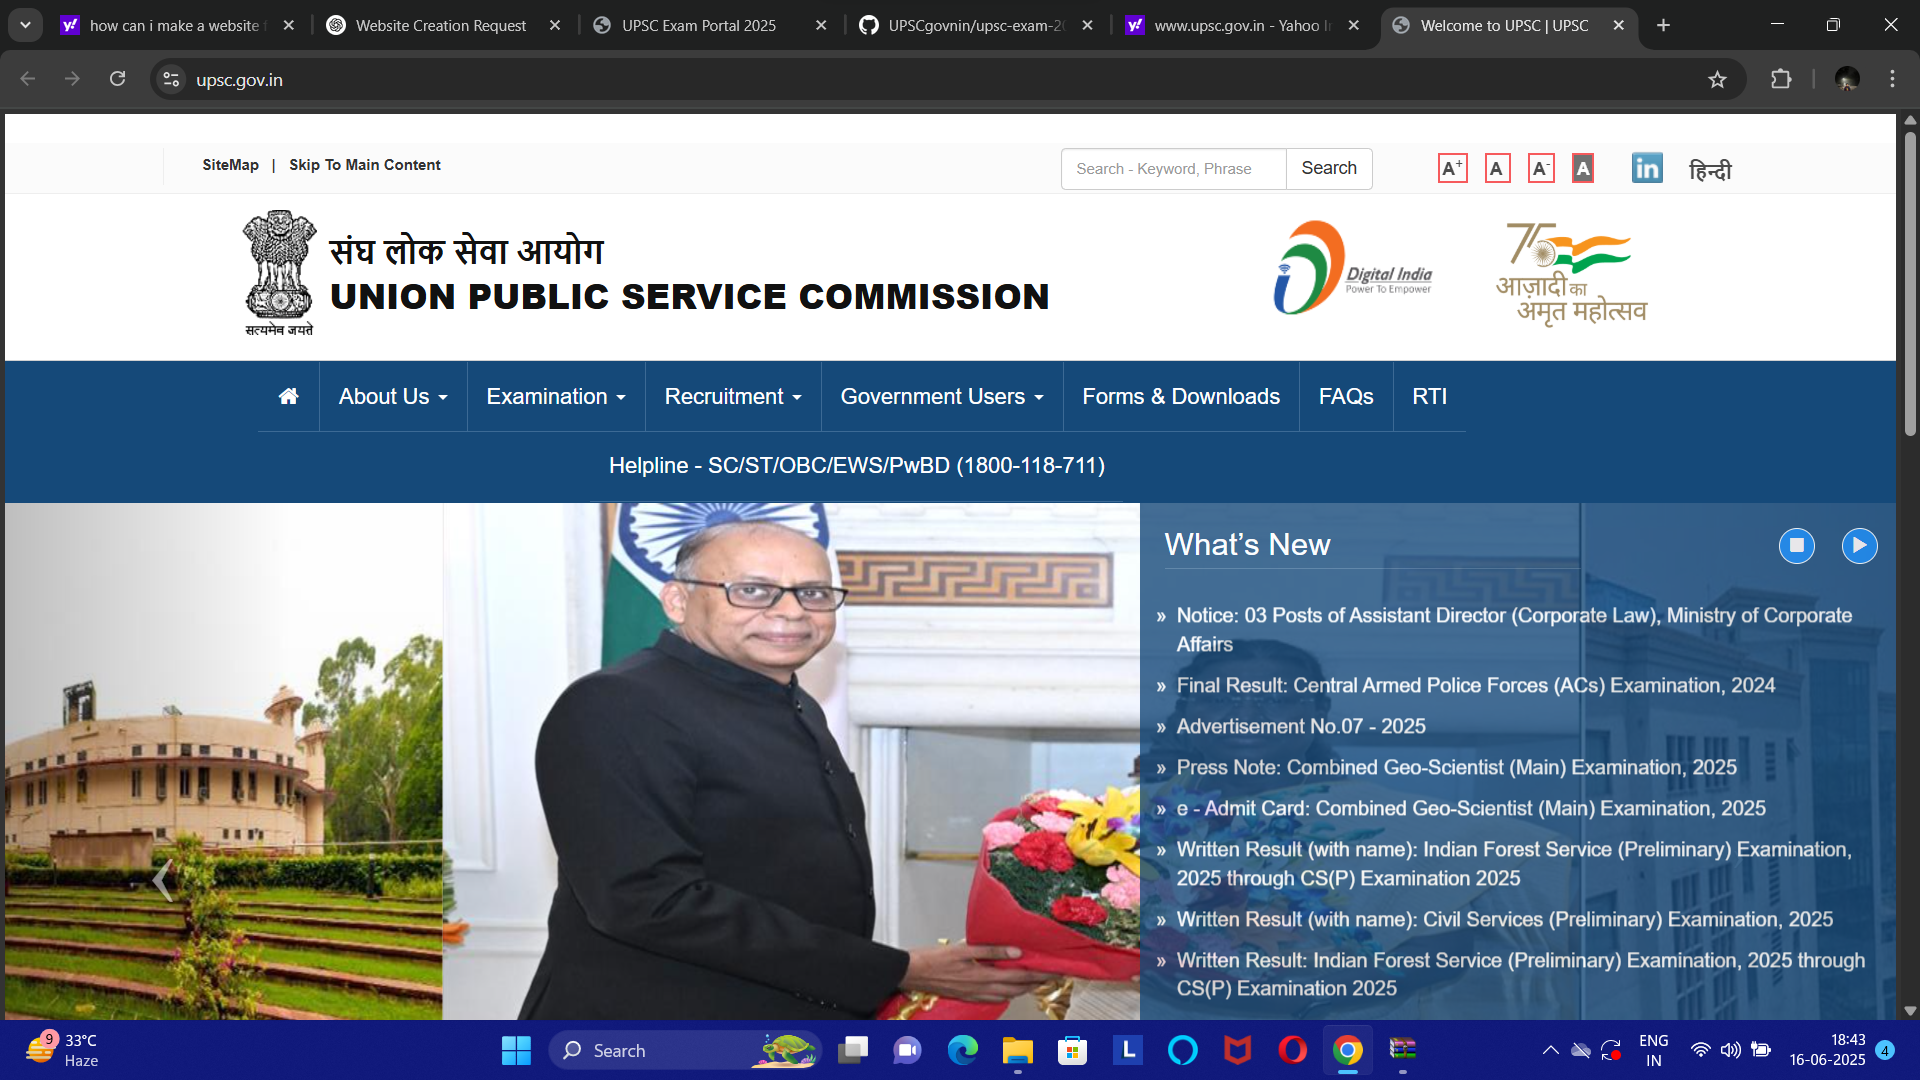 how can i make a website f
Website Creation Request
UPSC Exam Portal 2025
UPSCgovnin/upsc-exam-20
www.upsc.gov.in - Yahoo In
Welcome to UPSC | UPSC
upsc.gov.in
SiteMap | Skip To Main Content
Search - Keyword, Phrase
Search
A+ A A- A
in
हिन्दी
सत्यमेव जयते
संघ लोक सेवा आयोग
UNION PUBLIC SERVICE COMMISSION
Digital India
Power To Empower
75
आज़ादी का
अमृत महोत्सव
About Us
Examination
Recruitment
Government Users
Forms & Downloads
FAQs
RTI
Helpline - SC/ST/OBC/EWS/PwBD (1800-118-711)
What’s New
» Notice: 03 Posts of Assistant Director (Corporate Law), Ministry of Corporate
Affairs
» Final Result: Central Armed Police Forces (ACs) Examination, 2024
» Advertisement No.07 - 2025
» Press Note: Combined Geo-Scientist (Main) Examination, 2025
» e - Admit Card: Combined Geo-Scientist (Main) Examination, 2025
» Written Result (with name): Indian Forest Service (Preliminary) Examination,
2025 through CS(P) Examination 2025
» Written Result (with name): Civil Services (Preliminary) Examination, 2025
» Written Result: Indian Forest Service (Preliminary) Examination, 2025 through
CS(P) Examination 2025
9
33°C
Haze
Search
L
ENG
IN
18:43
16-06-2025
4